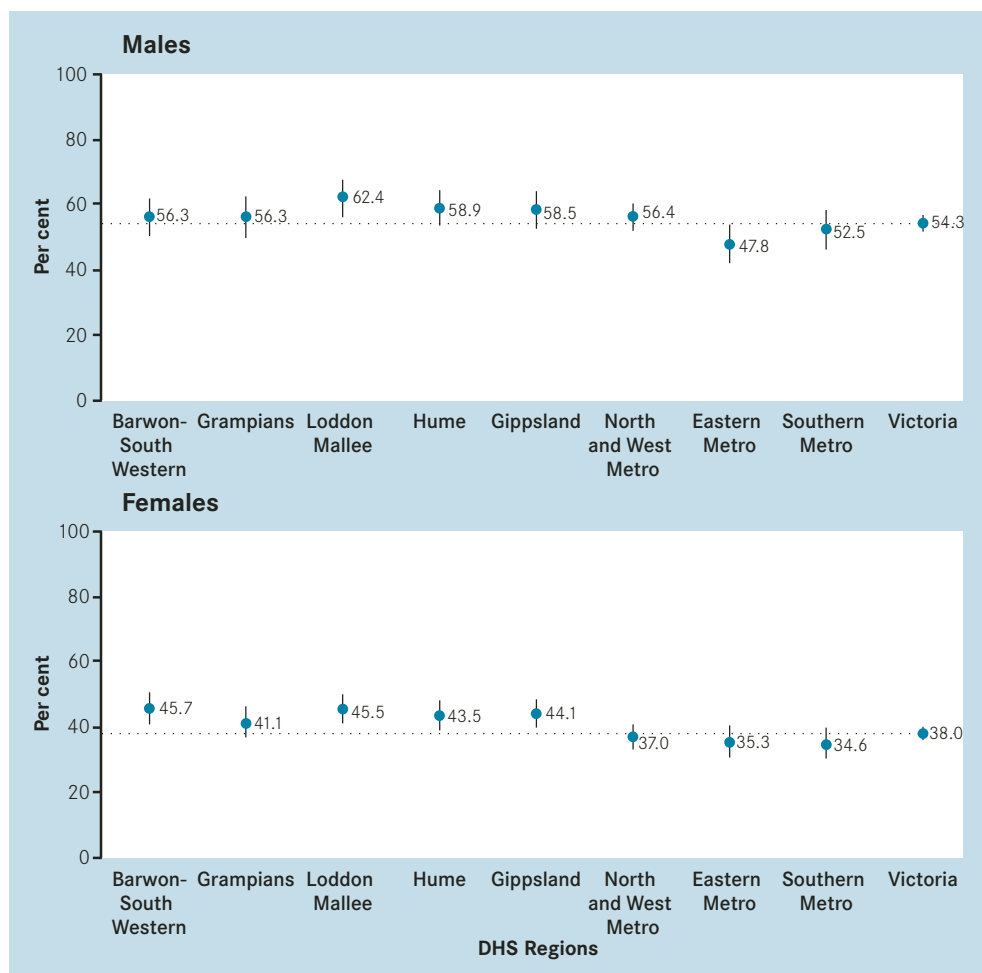 Males
100
80
60
40
20
0
Per cent
56.3
56.3
62.4
58.9
58.5
56.4
47.8
52.5
54.3
Barwon- Grampians Loddon Hume Gippsland North Eastern Southern Victoria
South Mallee and West Metro Metro
Western Metro
Females
100
80
60
40
20
0
Per cent
45.7
41.1
45.5
43.5
44.1
37.0
35.3
34.6
38.0
Barwon- Grampians Loddon Hume Gippsland North Eastern Southern Victoria
South Mallee and West Metro Metro
Western Metro
DHS Regions